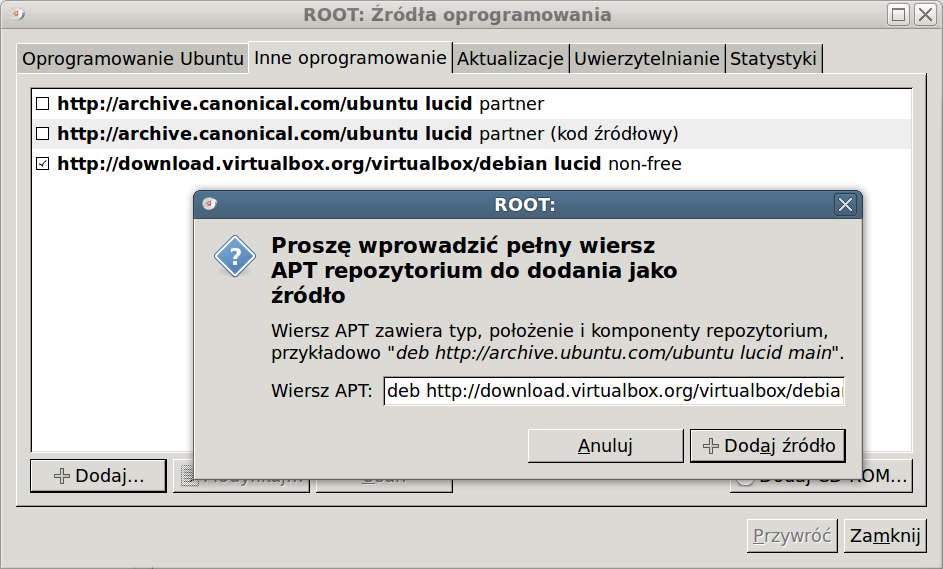 ROOT: Źródła oprogramowania
Oprogramowanie Ubuntu Inne oprogramowanie Aktualizacje Uwierzytelnianie Statystyki
http://archive.canonical.com/ubuntu lucid partner
http://archive.canonical.com/ubuntu lucid partner (kod źródłowy)
http://download.virtualbox.org/virtualbox/debian lucid non-free
ROOT:
?
Proszę wprowadzić pełny wiersz
APT repozytorium do dodania jako
źródło
Wiersz APT zawiera typ, położenie i komponenty repozytorium,
przykładowo "deb http://archive.ubuntu.com/ubuntu lucid main".
Wiersz APT: deb http://download.virtualbox.org/virtualbox/debian
Anuluj Dodaj źródło
Dodaj... Modyfikuj... Usuń Dodaj CD-ROM...
Przywróć Zamknij